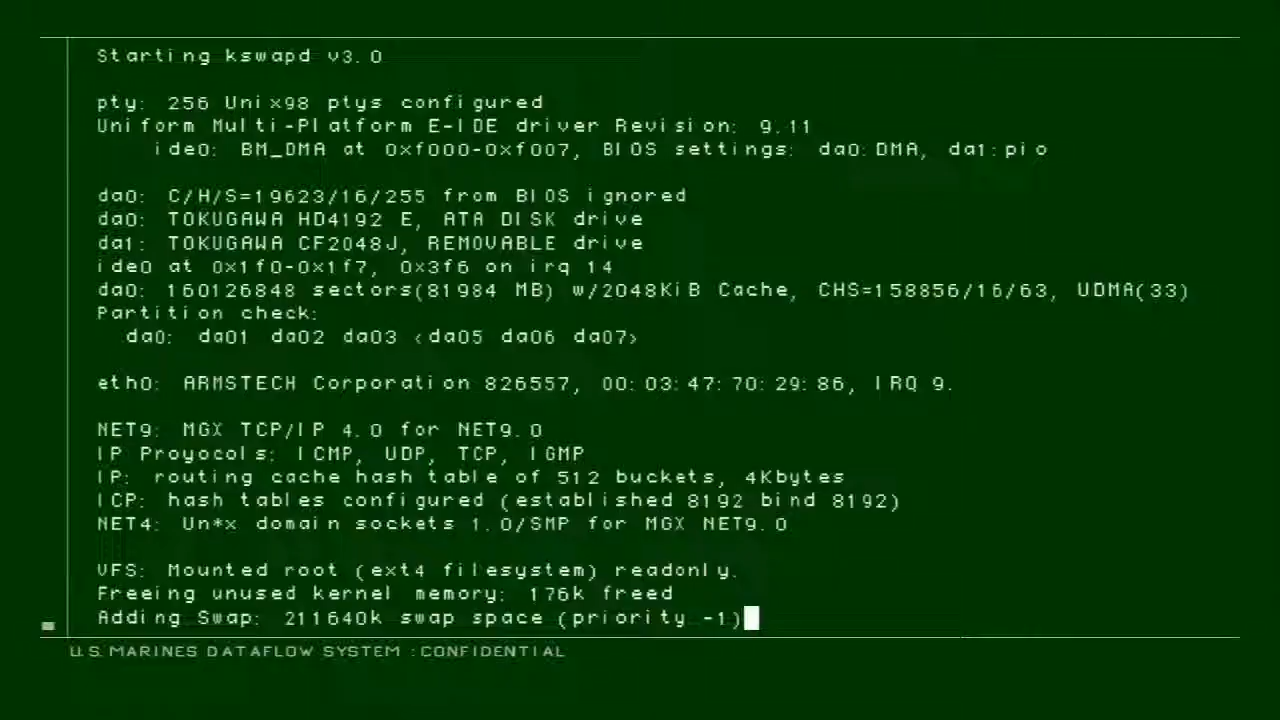 Starting kswapd v3.0
pty: 256 Unix98 ptys configured
Uniform Multi-Platform E-IDE driver Revision: 9.11
ide0: BM_DMA at 0xf000-0xf007, BIOS settings: da0:DMA, da1:pio
da0: C/H/S=19623/16/255 from BIOS ignored
da0: TOKUGAWA HD4192 E, ATA DISK drive
da1: TOKUGAWA CF2048J, REMOVABLE drive
ide0 at 0x1f0-0x1f7, 0x3f6 on irq 14
da0: 160126848 sectors(81984 MB) w/2048KiB Cache, CHS=158856/16/63, UDMA(33)
Partition check:
da0: da01 da02 da03 <da05 da06 da07>
eth0: ARMSTECH Corporation 826557, 00:03:47:70:29:86, IRQ 9.
NET9: MGX TCP/IP 4.0 for NET9.0
IP Proyocols: ICMP, UDP, TCP, IGMP
IP: routing cache hash table of 512 buckets, 4Kbytes
ICP: hash tables configured (established 8192 bind 8192)
NET4: Un*x domain sockets 1.0/SMP for MGX NET9.0
VFS: Mounted root (ext4 filesystem) readonly.
Freeing unused kernel memory: 176k freed
Adding Swap: 211640k swap space (priority -1)
U.S.MARINES DATAFLOW SYSTEM :CONFIDENTIAL